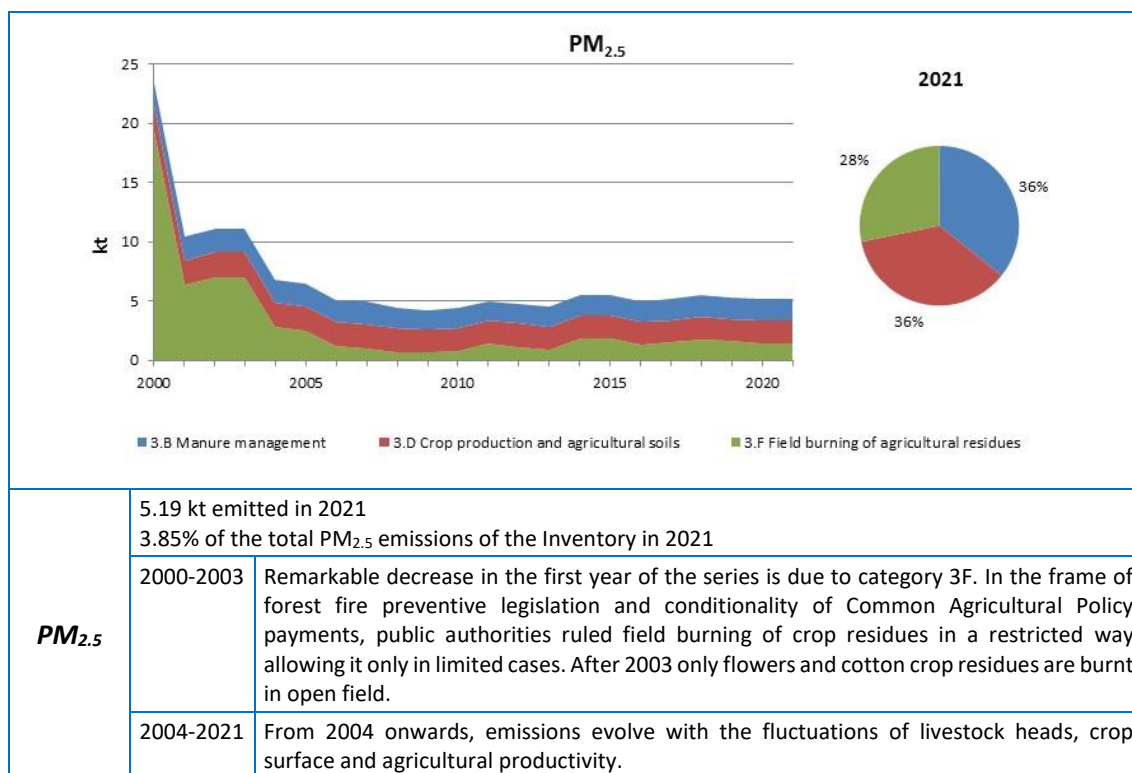 PM2.5
25
20
15
10
5
0
kt
2000
2005
2010
2015
2020
2021
28%
36%
36%
3.B Manure management
3.D Crop production and agricultural soils
3.F Field burning of agricultural residues
PM2.5
5.19 kt emitted in 2021
3.85% of the total PM2.5 emissions of the Inventory in 2021
2000-2003
Remarkable decrease in the first year of the series is due to category 3F. In the frame of
forest fire preventive legislation and conditionality of Common Agricultural Policy
payments, public authorities ruled field burning of crop residues in a restricted way
allowing it only in limited cases. After 2003 only flowers and cotton crop residues are burnt
in open field.
2004-2021
From 2004 onwards, emissions evolve with the fluctuations of livestock heads, crop
surface and agricultural productivity.